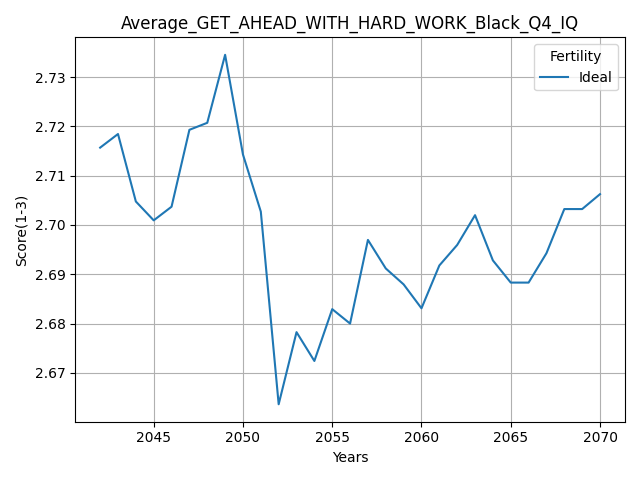 Average_GET_AHEAD_WITH_HARD_WORK_Black_Q4_IQ
Fertility
Ideal
Score(1-3)
2.73
2.72
2.71
2.70
2.69
2.68
2.67
2045 2050 2055 2060 2065 2070
Years